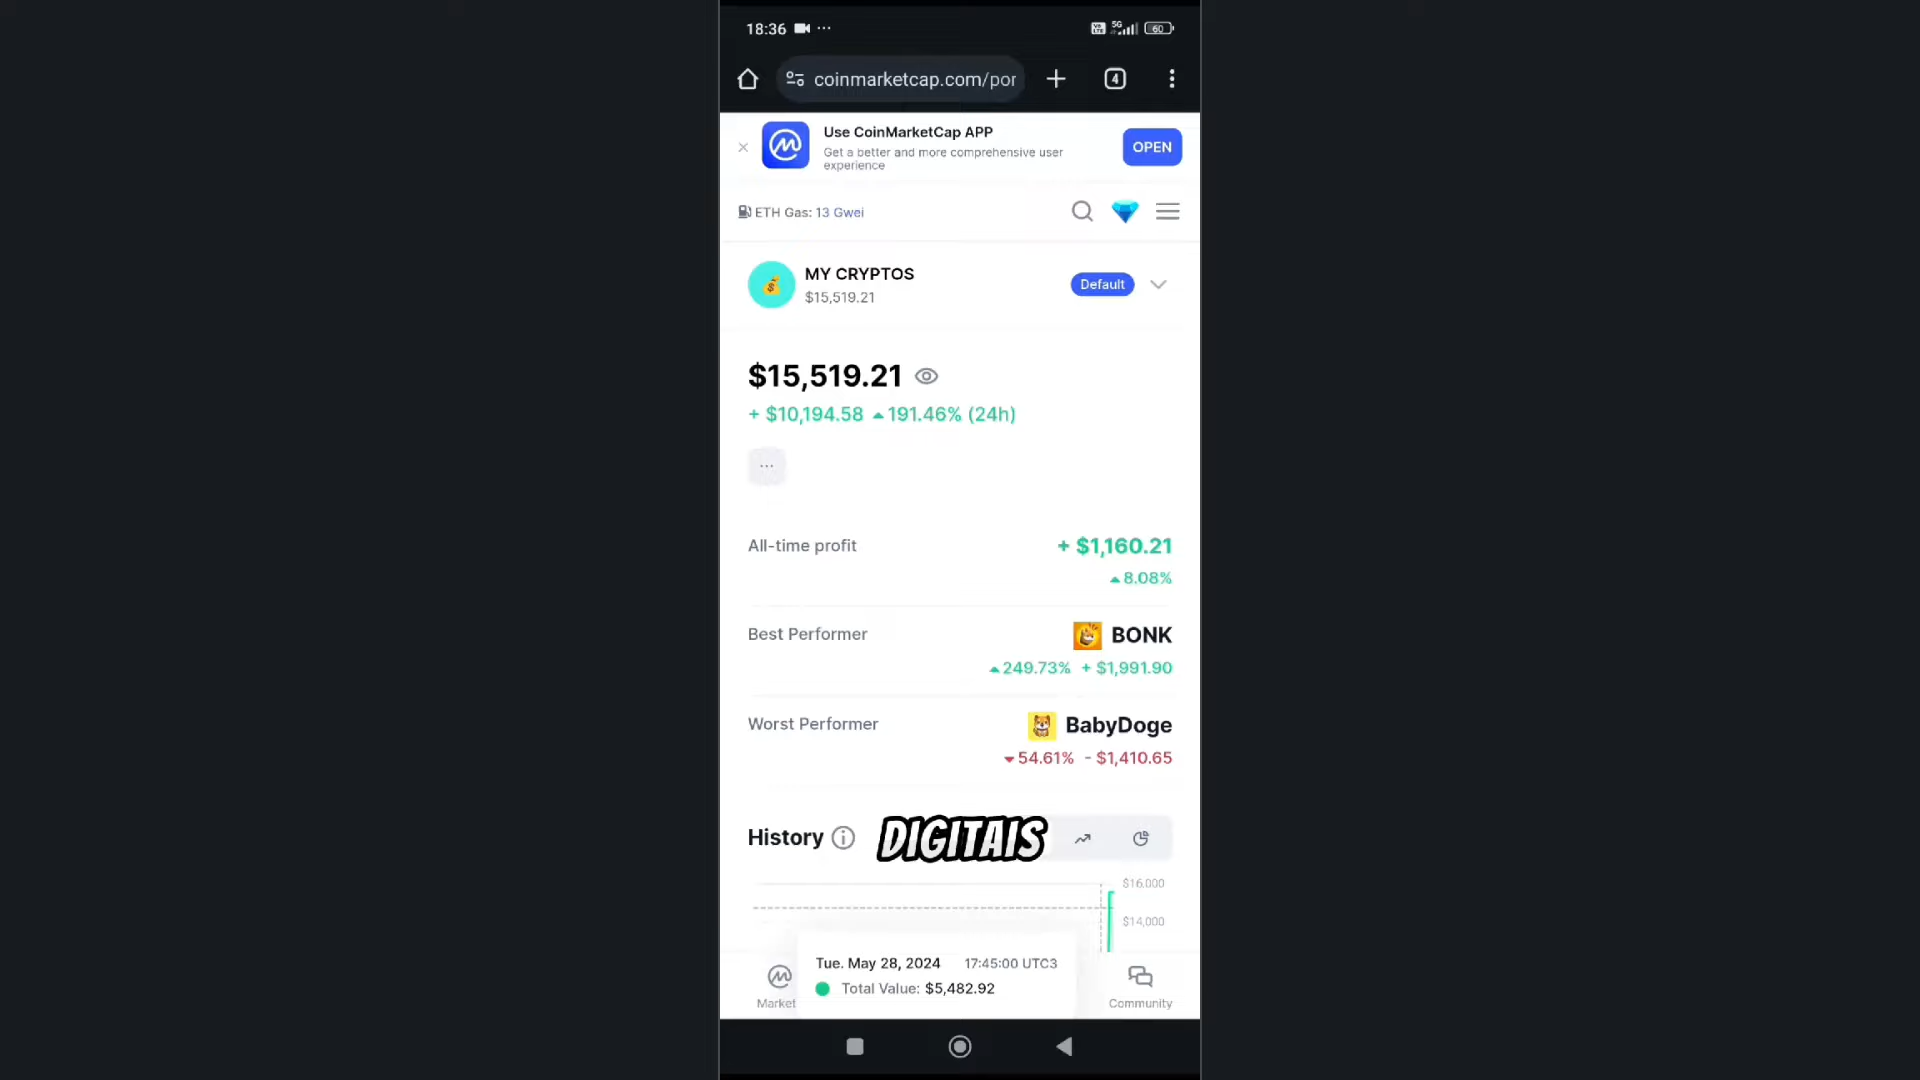 18:36 ...
5G
60
coinmarketcap.com/por
4
Use CoinMarketCap APP
Get a better and more comprehensive user
experience
OPEN
ETH Gas: 13 Gwei
MY CRYPTOS
$15,519.21
Default
$15,519.21
+ $10,194.58 ▲191.46% (24h)
...
All-time profit
+ $1,160.21
▲8.08%
Best Performer
BONK
▲249.73% + $1,991.90
Worst Performer
BabyDoge
▼54.61% - $1,410.65
History
DIGITAIS
$16,000
$14,000
Tue. May 28, 2024 17:45:00 UTC3
Total Value: $5,482.92
Market
Community